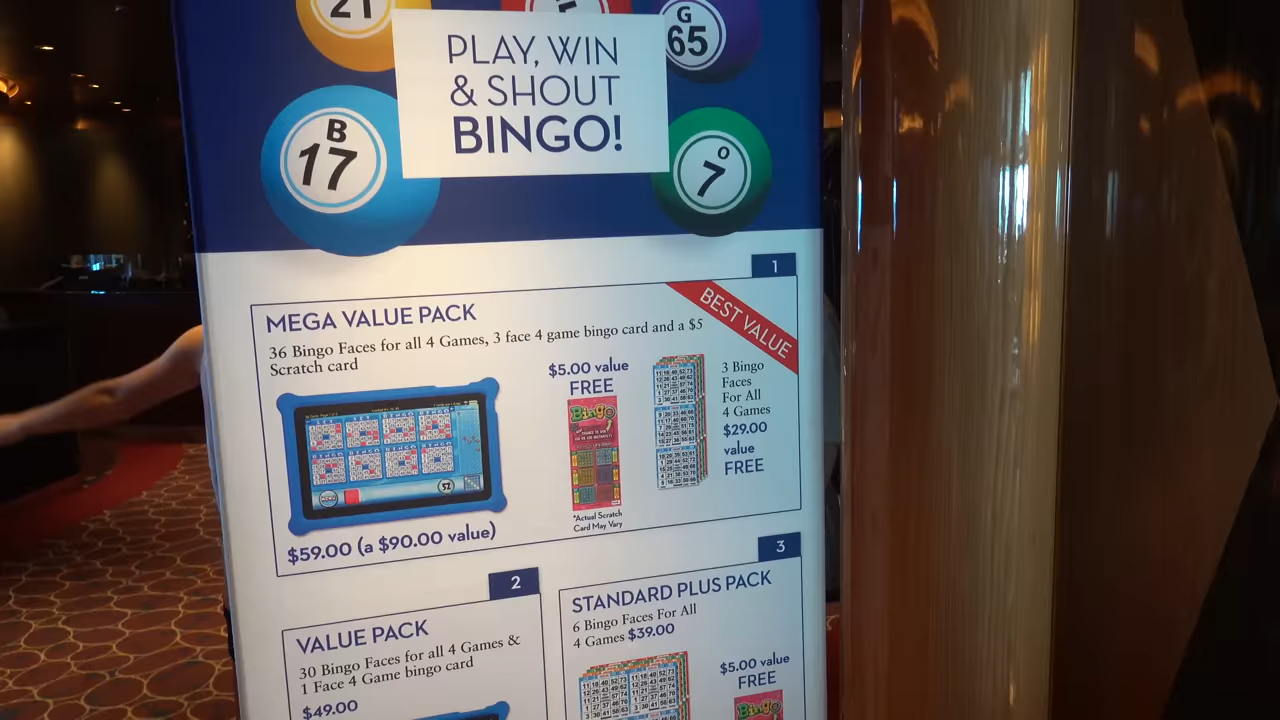 21
G
65
PLAY, WIN
& SHOUT
BINGO!
B
17
O
7
1
MEGA VALUE PACK
BEST VALUE
36 Bingo Faces for all 4 Games, 3 face 4 game bingo card and a $5
Scratch card
$5.00 value
FREE
Bingo
3 Bingo
Faces
For All
4 Games
$29.00
value
FREE
*Actual Scratch
Card May Vary
$59.00 (a $90.00 value)
2
VALUE PACK
30 Bingo Faces for all 4 Games &
1 Face 4 Game bingo card
$49.00
3
STANDARD PLUS PACK
6 Bingo Faces For All
4 Games $39.00
$5.00 value
FREE
Bingo